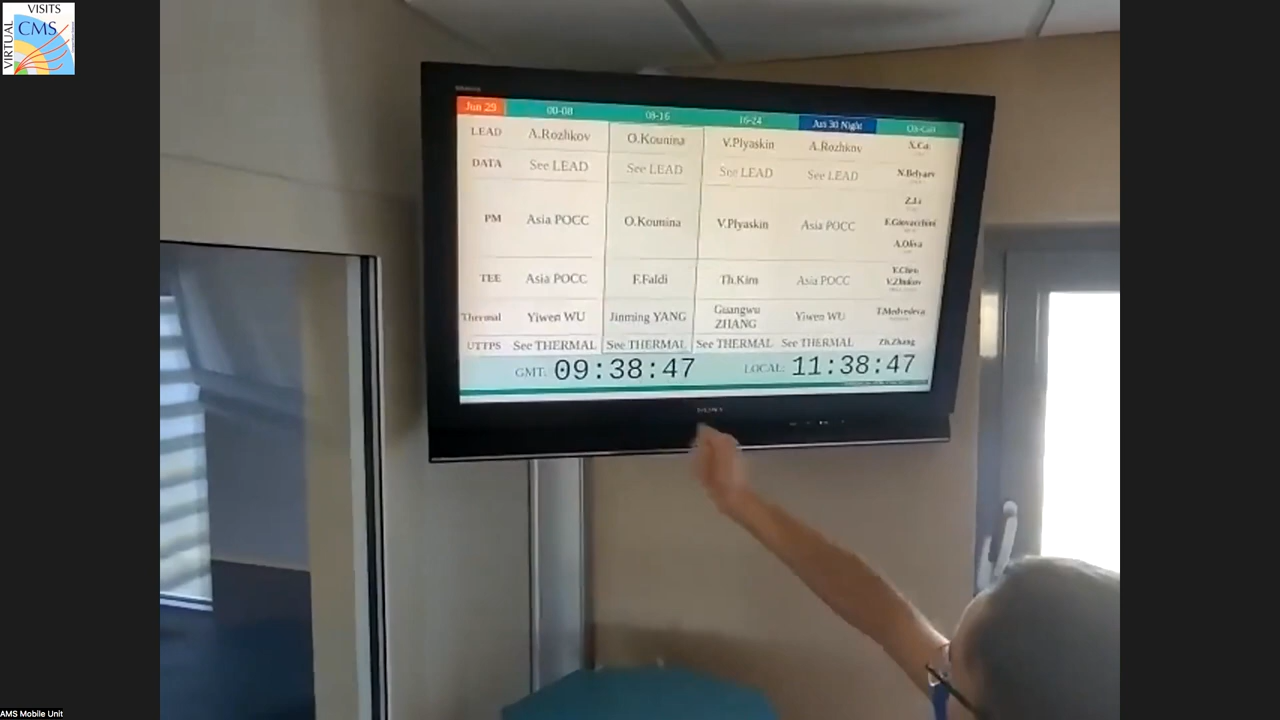 VISITS
VIRTUAL
CMS
Jun 29 00-08 08-16 16-24 Jun 30 Night On-Call
LEAD A.Rozhkov O.Kounina V.Plyaskin A.Rozhkov X.Cai
DATA See LEAD See LEAD See LEAD See LEAD N.Belyaev
Z.Li
PM Asia POCC O.Kounina V.Plyaskin Asia POCC F.Giovacchini
A.Oliva
TEE Asia POCC F.Faldi Th.Kim Asia POCC Y.Chen
V.Zhukov
Thermal Yiwen WU Jinming YANG Guangwu ZHANG Yiwen WU T.Medvedeva
UTTPS See THERMAL See THERMAL See THERMAL See THERMAL Zh.Zhang
GMT: 09:38:47 LOCAL: 11:38:47
AMS Mobile Unit